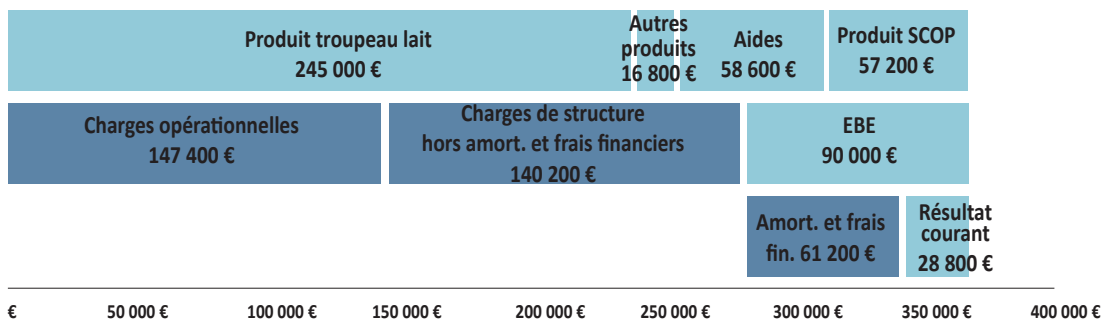 Produit troupeau lait
245 000 €
Autres
produits
16 800 €
Aides
58 600 €
Produit SCOP
57 200 €
Charges opérationnelles
147 400 €
Charges de structure
hors amort. et frais financiers
140 200 €
EBE
90 000 €
Amort. et frais
fin. 61 200 €
Résultat
courant
28 800 €
€ 50 000 € 100 000 € 150 000 € 200 000 € 250 000 € 300 000 € 350 000 € 400 000 €